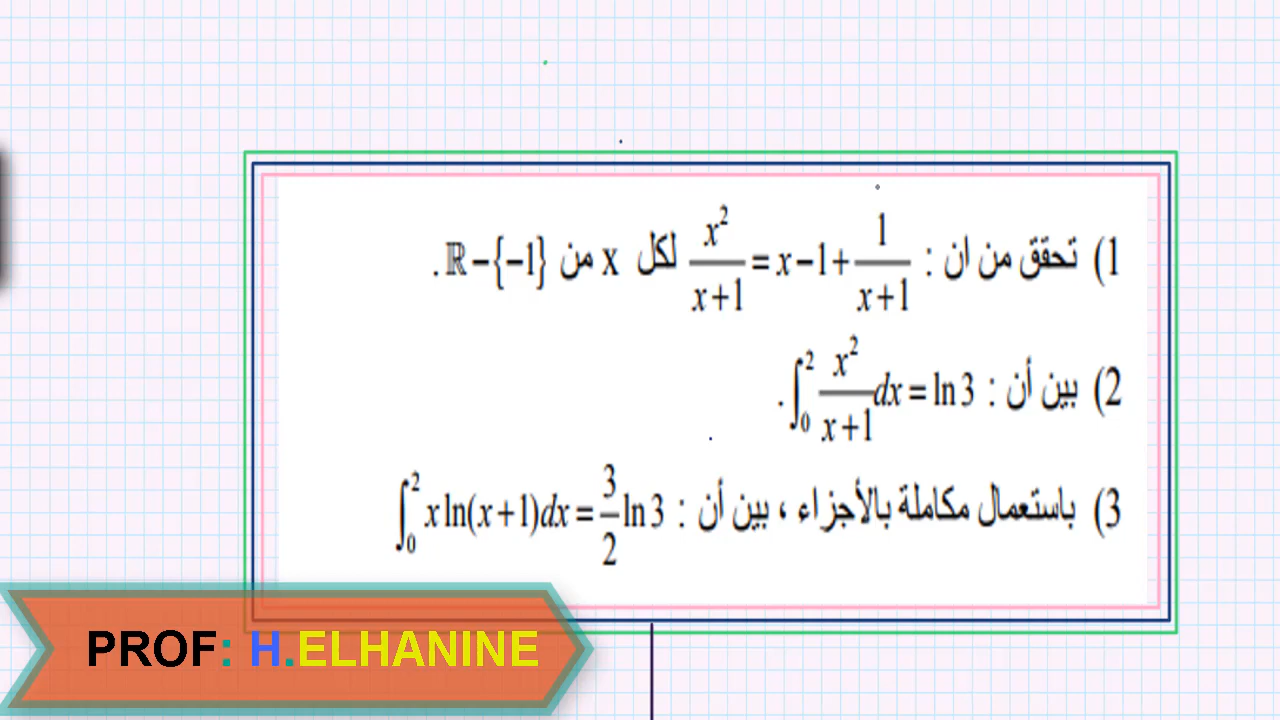 1) تحقق من ان : x²/(x+1) = x−1+1/(x+1) لكل x من ℝ−{−1} .
2) بين أن : ∫₀² x²/(x+1) dx = ln 3 .
3) باستعمال مكاملة بالأجزاء ، بين أن : ∫₀² x ln(x+1)dx = 3/2 ln 3
PROF: H.ELHANINE